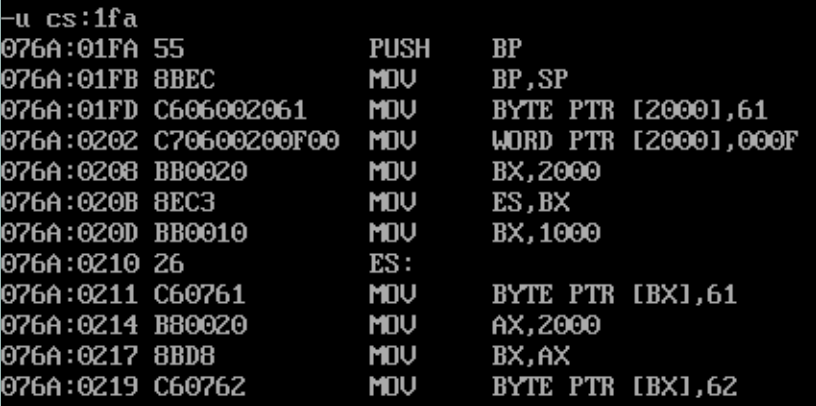 -u cs:1fa
076A:01FA 55 PUSH BP
076A:01FB 8BEC MOV BP,SP
076A:01FD C606002061 MOV BYTE PTR [2000],61
076A:0202 C70600200F00 MOV WORD PTR [2000],000F
076A:0208 BB0020 MOV BX,2000
076A:020B 8EC3 MOV ES,BX
076A:020D BB0010 MOV BX,1000
076A:0210 26 ES:
076A:0211 C60761 MOV BYTE PTR [BX],61
076A:0214 B80020 MOV AX,2000
076A:0217 8BD8 MOV BX,AX
076A:0219 C60762 MOV BYTE PTR [BX],62